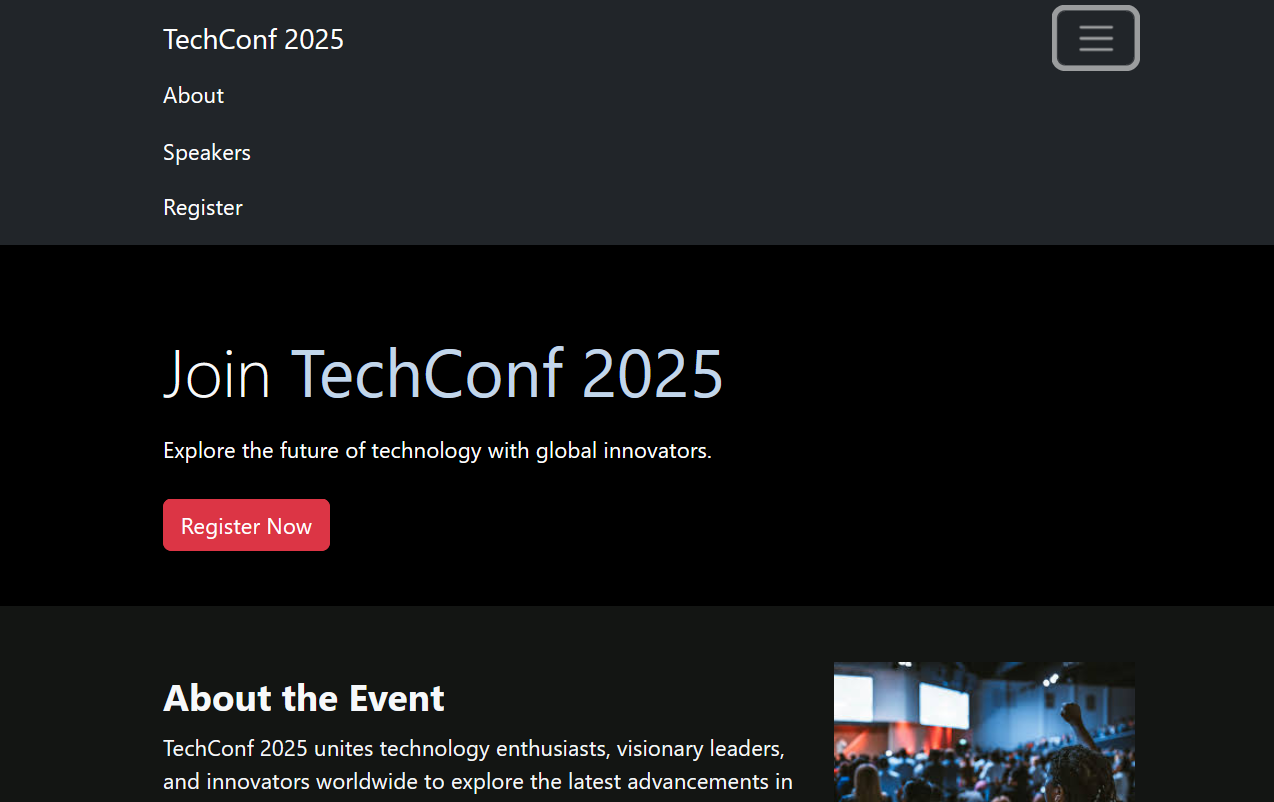 TechConf 2025
About
Speakers
Register
Join TechConf 2025
Explore the future of technology with global innovators.
Register Now
About the Event
TechConf 2025 unites technology enthusiasts, visionary leaders,
and innovators worldwide to explore the latest advancements in